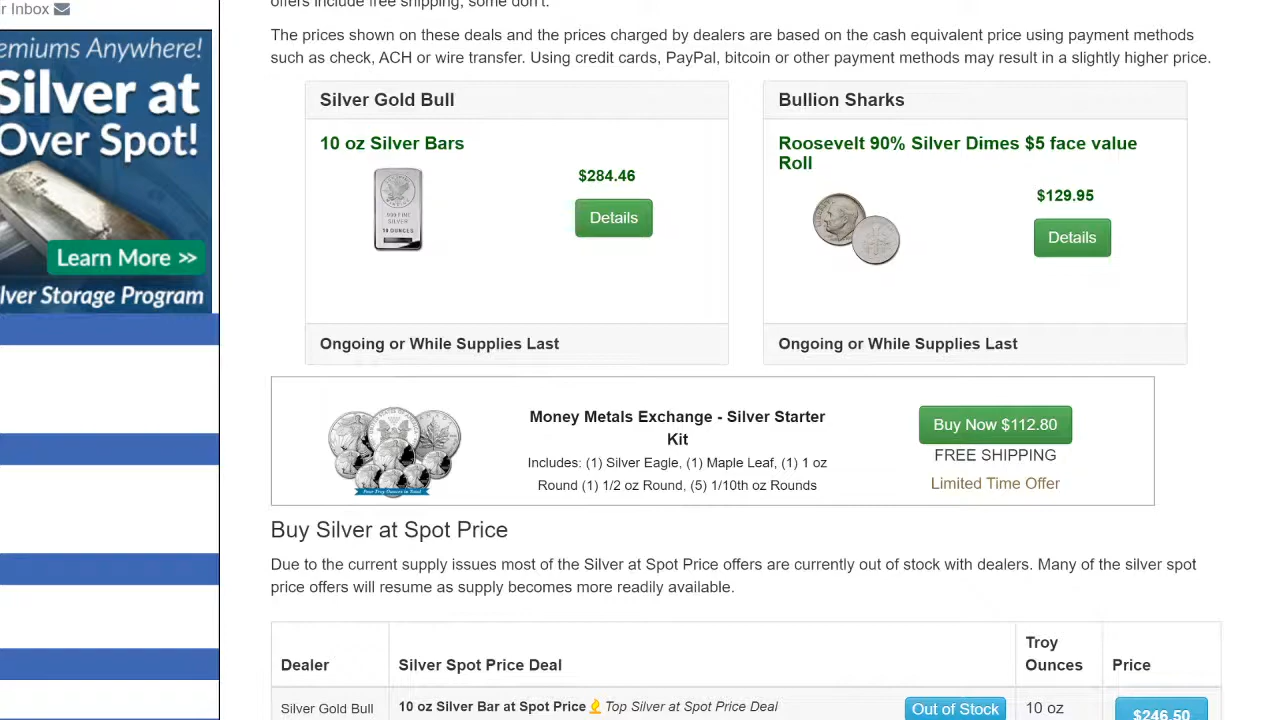 r Inbox
offers include free shipping, some don't.
The prices shown on these deals and the prices charged by dealers are based on the cash equivalent price using payment methods
such as check, ACH or wire transfer. Using credit cards, PayPal, bitcoin or other payment methods may result in a slightly higher price.
emiums Anywhere!
Silver at
Over Spot!
Learn More >>
lver Storage Program
Silver Gold Bull
10 oz Silver Bars
$284.46
Details
SILVER
10 OUNCES
Ongoing or While Supplies Last
Bullion Sharks
Roosevelt 90% Silver Dimes $5 face value
Roll
$129.95
Details
Ongoing or While Supplies Last
Four Troy Ounces in Total!
Money Metals Exchange - Silver Starter
Kit
Includes: (1) Silver Eagle, (1) Maple Leaf, (1) 1 oz
Round (1) 1/2 oz Round, (5) 1/10th oz Rounds
Buy Now $112.80
FREE SHIPPING
Limited Time Offer
Buy Silver at Spot Price
Due to the current supply issues most of the Silver at Spot Price offers are currently out of stock with dealers. Many of the silver spot
price offers will resume as supply becomes more readily available.
Dealer
Silver Spot Price Deal
Troy
Ounces
Price
Silver Gold Bull
10 oz Silver Bar at Spot Price Top Silver at Spot Price Deal
Out of Stock
10 oz
$246.50